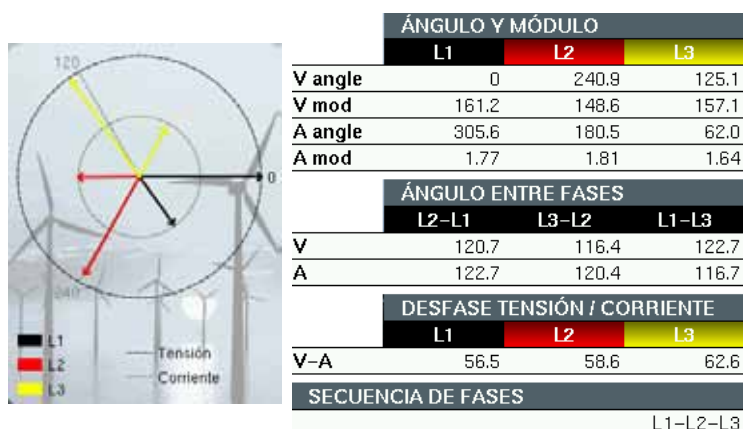 120
0
240
L1
L2
L3
Tensión
Corriente
ÁNGULO Y MÓDULO
L1 L2 L3
V angle 0 240.9 125.1
V mod 161.2 148.6 157.1
A angle 305.6 180.5 62.0
A mod 1.77 1.81 1.64
ÁNGULO ENTRE FASES
L2-L1 L3-L2 L1-L3
V 120.7 116.4 122.7
A 122.7 120.4 116.7
DESFASE TENSIÓN / CORRIENTE
L1 L2 L3
V-A 56.5 58.6 62.6
SECUENCIA DE FASES
L1-L2-L3